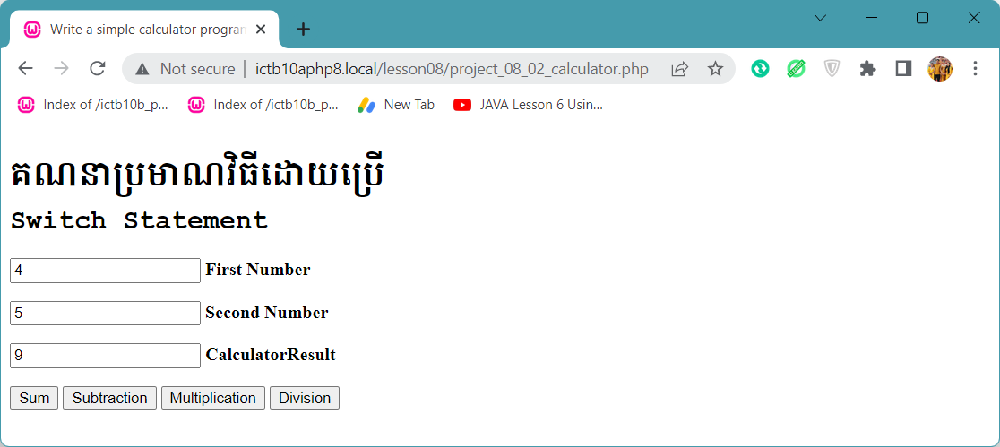 Write a simple calculator progran
Not secure | ictb10aphp8.local/lesson08/project_08_02_calculator.php
Index of /ictb10b_p... Index of /ictb10b_p... New Tab JAVA Lesson 6 Usin...
គណនាប្រមាណវិធីដោយប្រើ
Switch Statement
4 First Number
5 Second Number
9 CalculatorResult
Sum Subtraction Multiplication Division